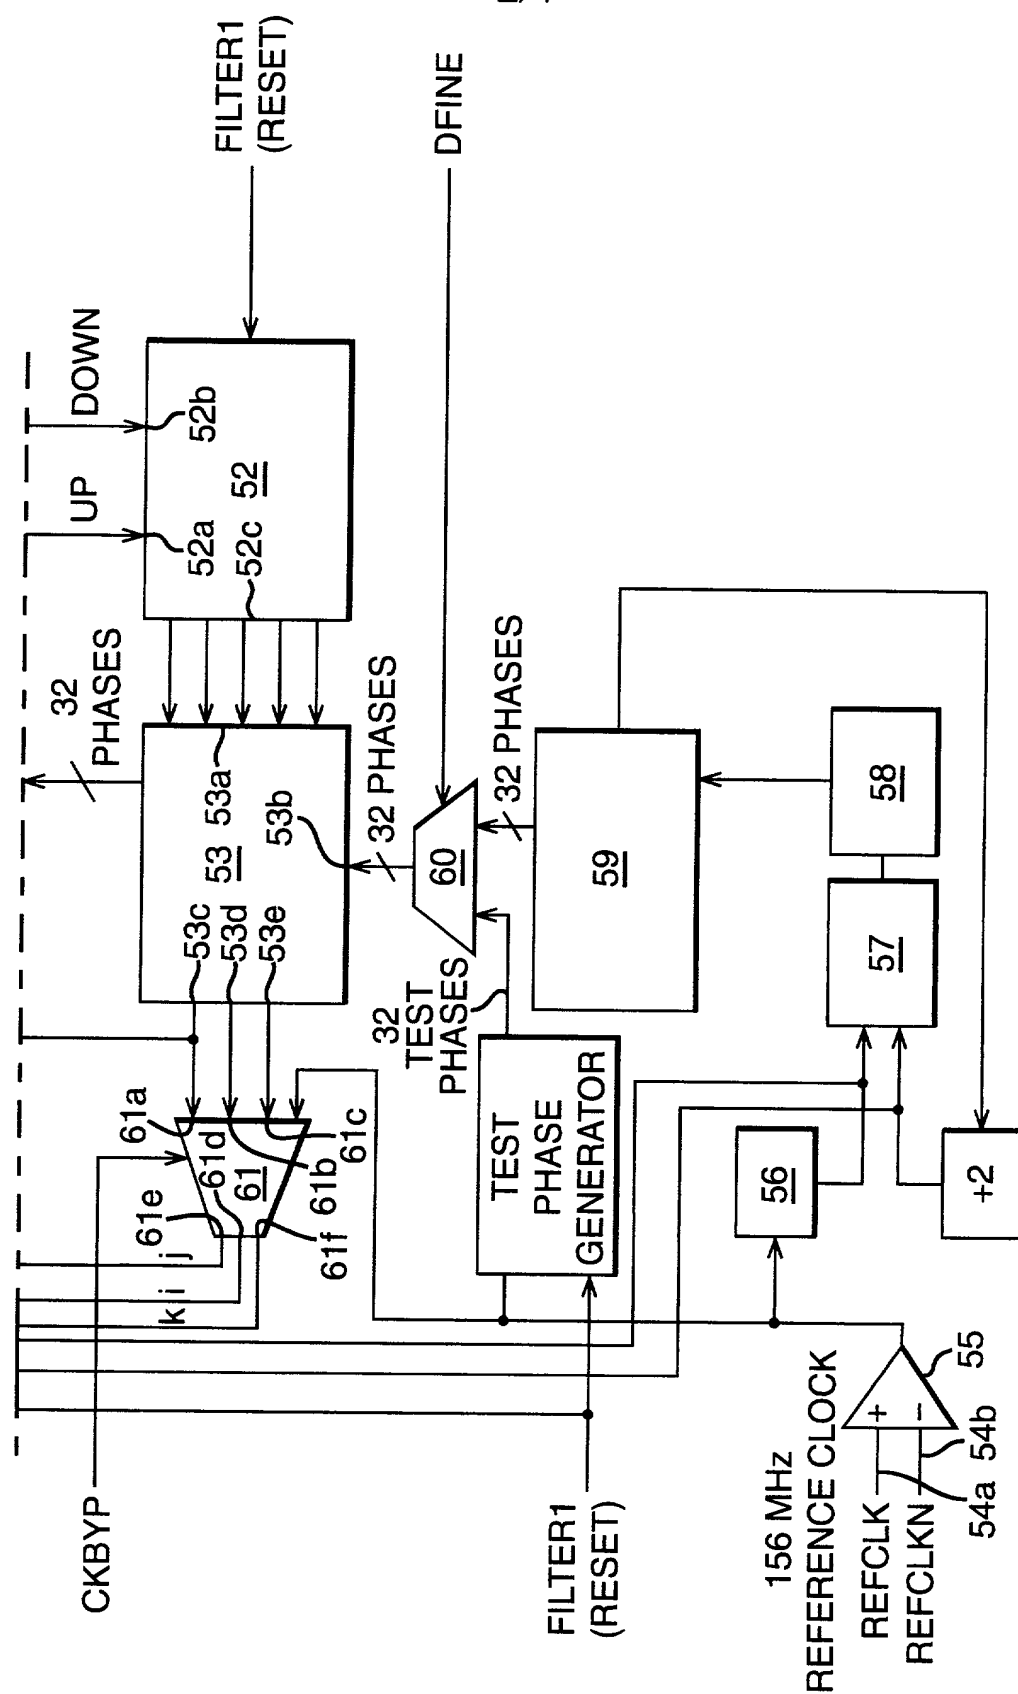 FILTER1
(RESET)
DFINE
DOWN
UP
52b
52
52a
52c
32
PHASES
53a
53
53b
53c
53d
53e
32 PHASES
60
32 PHASES
59
58
57
32
TEST
PHASES
TEST
PHASE
GENERATOR
61a
61d
61
61b
61c
61e
61f
j
i
k
56
+2
CKBYP
FILTER1
(RESET)
156 MHz
REFERENCE CLOCK
REFCLK
REFCLKN
+
−
55
54a
54b